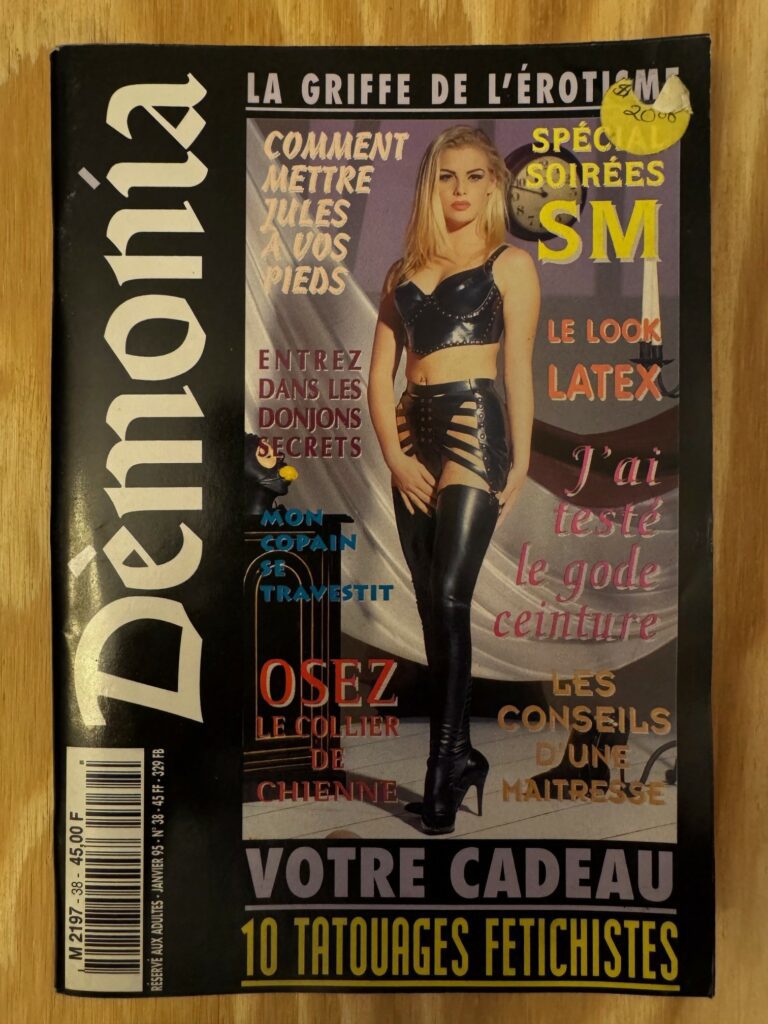 Dèmonia
LA GRIFFE DE L'ÉROTISME
20.00
COMMENT
METTRE
JULES
À VOS
PIEDS
SPÉCIAL
SOIRÉES
SM
LE LOOK
LATEX
ENTREZ
DANS LES
DONJONS
SECRETS
J'ai
testé
le gode
ceinture
MON
COPAIN
SE
TRAVESTIT
OSEZ
LE COLLIER
DE
CHIENNE
LES
CONSEILS
D'UNE
MAITRESSE
VOTRE CADEAU
10 TATOUAGES FETICHISTES
M 2197 - 38 - 45,00 F
RÉSERVÉ AUX ADULTES - JANVIER 95 - N° 38 - 45 FF - 329 FB